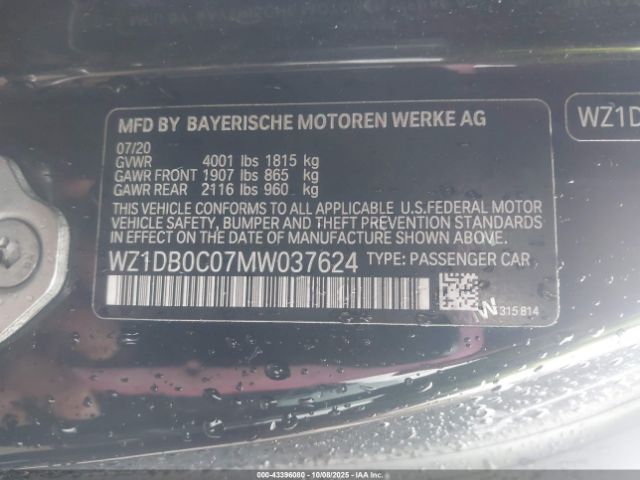 MFD BY BAYERISCHE MOTOREN WERKE AG
07/20
GVWR 4001 lbs 1815 kg
GAWR FRONT 1907 lbs 865 kg
GAWR REAR 2116 lbs 960 kg
THIS VEHICLE CONFORMS TO ALL APPLICABLE U.S.FEDERAL MOTOR
VEHICLE SAFETY, BUMPER AND THEFT PREVENTION STANDARDS
IN EFFECT ON THE DATE OF MANUFACTURE SHOWN ABOVE.
WZ1DB0C07MW037624 TYPE: PASSENGER CAR
315814
WZ1D
000-43396080 - 10/08/2025 - COPYRIGHT IAA, LLC.